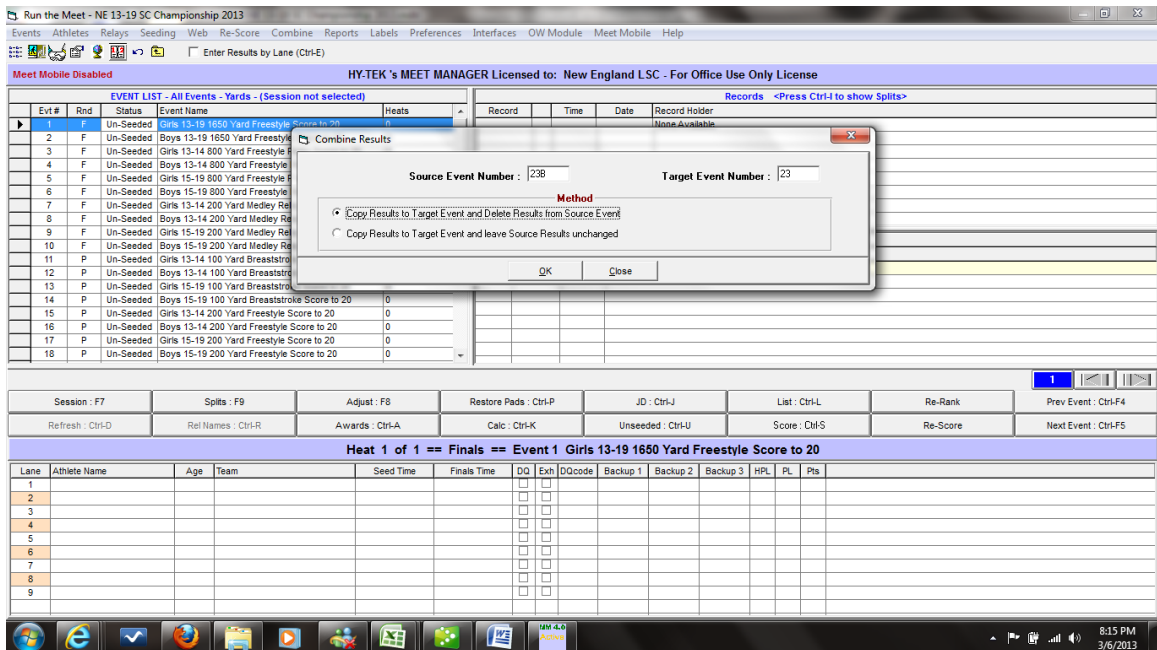 Run the Meet - NE 13-19 SC Championship 2013
Events Athletes Relays Seeding Web Re-Score Combine Reports Labels Preferences Interfaces OW Module Meet Mobile Help
Enter Results by Lane (Ctrl-E)
Meet Mobile Disabled HY-TEK 's MEET MANAGER Licensed to: New England LSC - For Office Use Only License
EVENT LIST - All Events - Yards - (Session not selected) Records <Press Ctrl-I to show Splits>
Evt # Rnd Status Event Name Heats Record Time Date Record Holder
1 F Un-Seeded Girls 13-19 1650 Yard Freestyle Score to 20 0 None Available
2 F Un-Seeded Boys 13-19 1650 Yard Freestyle
3 F Un-Seeded Girls 13-14 800 Yard Freestyle
4 F Un-Seeded Boys 13-14 800 Yard Freestyle
5 F Un-Seeded Girls 15-19 800 Yard Freestyle
6 F Un-Seeded Boys 15-19 800 Yard Freestyle
7 F Un-Seeded Girls 13-14 200 Yard Medley Rel
8 F Un-Seeded Boys 13-14 200 Yard Medley Re
9 F Un-Seeded Girls 15-19 200 Yard Medley Rel
10 F Un-Seeded Boys 15-19 200 Yard Medley Re
11 P Un-Seeded Girls 13-14 100 Yard Breaststro
12 P Un-Seeded Boys 13-14 100 Yard Breaststro
13 P Un-Seeded Girls 15-19 100 Yard Breaststro
14 P Un-Seeded Boys 15-19 100 Yard Breaststroke Score to 20 0
15 P Un-Seeded Girls 13-14 200 Yard Freestyle Score to 20 0
16 P Un-Seeded Boys 13-14 200 Yard Freestyle Score to 20 0
17 P Un-Seeded Girls 15-19 200 Yard Freestyle Score to 20 0
18 P Un-Seeded Boys 15-19 200 Yard Freestyle Score to 20 0
Combine Results
Source Event Number : 23B Target Event Number : 23
Method
Copy Results to Target Event and Delete Results from Source Event
Copy Results to Target Event and leave Source Results unchanged
OK Close
1
Session : F7 Splits : F9 Adjust : F8 Restore Pads : Ctrl-P JD : Ctrl-J List : Ctrl-L Re-Rank Prev Event : Ctrl-F4
Refresh : Ctrl-D Rel Names : Ctrl-R Awards : Ctrl-A Calc : Ctrl-K Unseeded : Ctrl-U Score : Ctrl-S Re-Score Next Event : Ctrl-F5
Heat 1 of 1 == Finals == Event 1 Girls 13-19 1650 Yard Freestyle Score to 20
Lane Athlete Name Age Team Seed Time Finals Time DQ Exh DQcode Backup 1 Backup 2 Backup 3 HPL PL Pts
1
2
3
4
5
6
7
8
9
MM 4.0
8:15 PM
3/6/2013